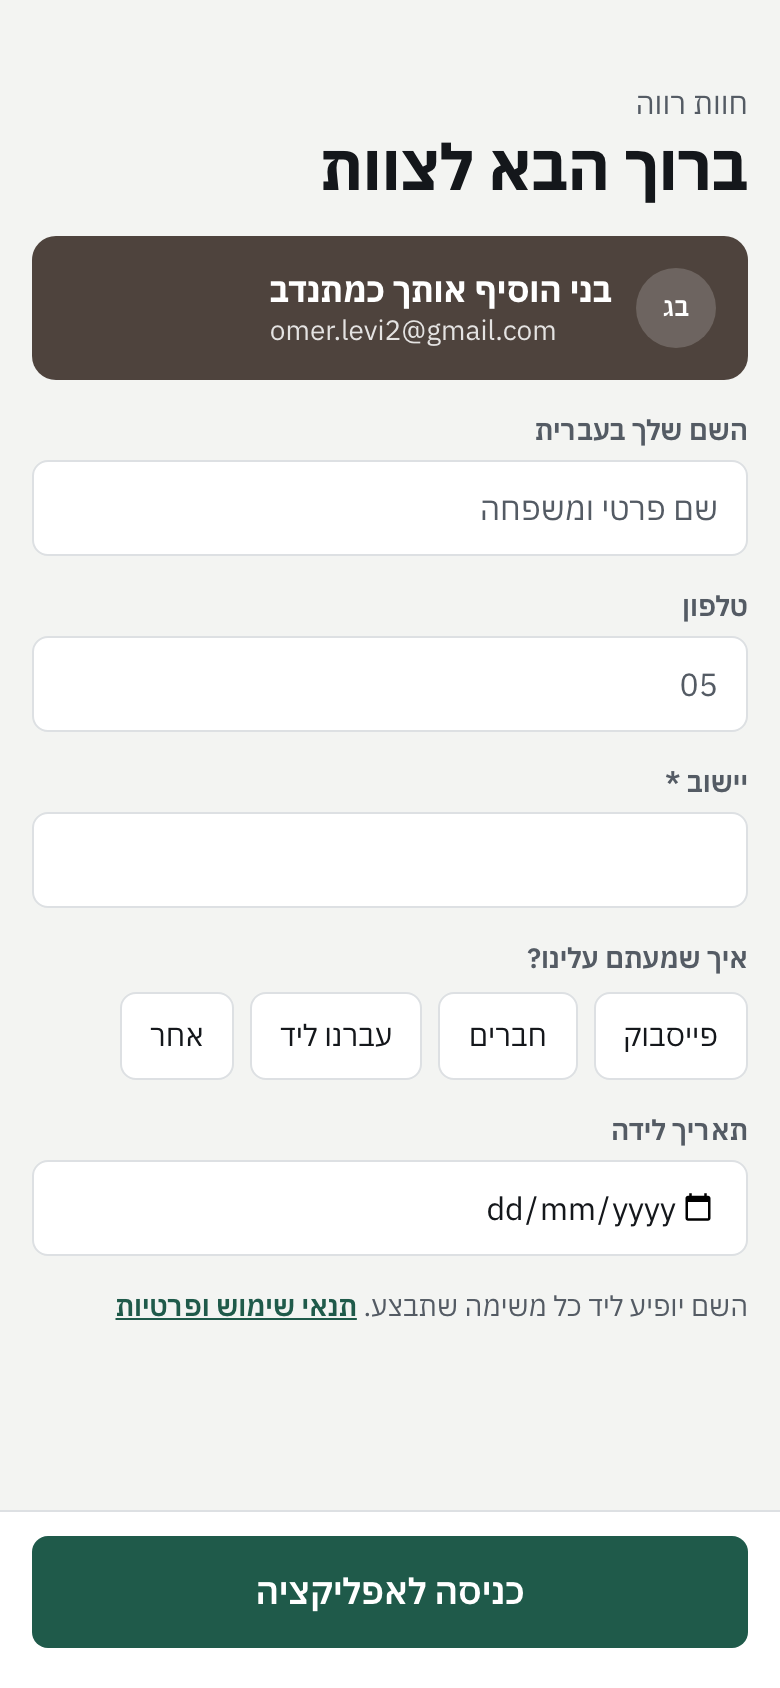 חוות רווה
ברוך הבא לצוות
בג
בני הוסיף אותך כמתנדב
omer.levi2@gmail.com
השם שלך בעברית
שם פרטי ומשפחה
טלפון
05
יישוב *
איך שמעתם עלינו?
פייסבוק חברים עברנו ליד אחר
תאריך לידה
dd/mm/yyyy
השם יופיע ליד כל משימה שתבצע. תנאי שימוש ופרטיות
כניסה לאפליקציה